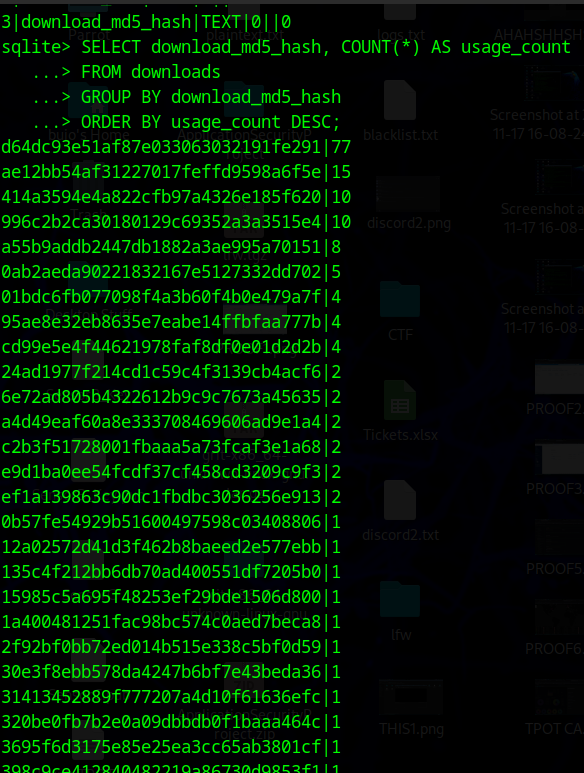 3|download_md5_hash|TEXT|0||0
sqlite> SELECT download_md5_hash, COUNT(*) AS usage_count
...> FROM downloads
...> GROUP BY download_md5_hash
...> ORDER BY usage_count DESC;
d64dc93e51af87e033063032191fe291|77
ae12bb54af31227017feffd9598a6f5e|15
414a3594e4a822cfb97a4326e185f620|10
996c2b2ca30180129c69352a3a3515e4|10
a55b9addb2447db1882a3ae995a70151|8
0ab2aeda90221832167e5127332dd702|5
01bdc6fb077098f4a3b60f4b0e479a7f|4
95ae8e32eb8635e7eabe14ffbfaa777b|4
cd99e5e4f44621978faf8df0e01d2d2b|4
24ad1977f214cd1c59c4f3139cb4acf6|2
6e72ad805b4322612b9c9c7673a45635|2
a4d49eaf60a8e333708469606ad9e1a4|2
c2b3f51728001fbaaa5a73fcaf3e1a68|2
e9d1ba0ee54fcdf37cf458cd3209c9f3|2
ef1a139863c90dc1fbdbc3036256e913|2
0b57fe54929b51600497598c03408806|1
12a02572d41d3f462b8baeed2e577ebb|1
135c4f212bb6db70ad400551df7205b0|1
15985c5a695f48253ef29bde1506d800|1
1a400481251fac98bc574c0aed7beca8|1
2f92bf0bb72ed014b515e338c5bf0d59|1
30e3f8ebb578da4247b6bf7e43beda36|1
31413452889f777207a4d10f61636efc|1
320be0fb7b2e0a09dbbdb0f1baaa464c|1
3695f6d3175e85e25ea3cc65ab3801cf|1
398c9ce412840482219a86730d9853f1|1
blacklist.txt
discord2.png
CTF
Tickets.xlsx
discord2.txt
lfw
THIS1.png
Screenshot at
11-17 16-08-2
Screenshot a
11-17 16-08
Screenshot a
11-17 16-08
PROOF2.
PROOF3.
PROOF5.
PROOF6.
TPOT CA